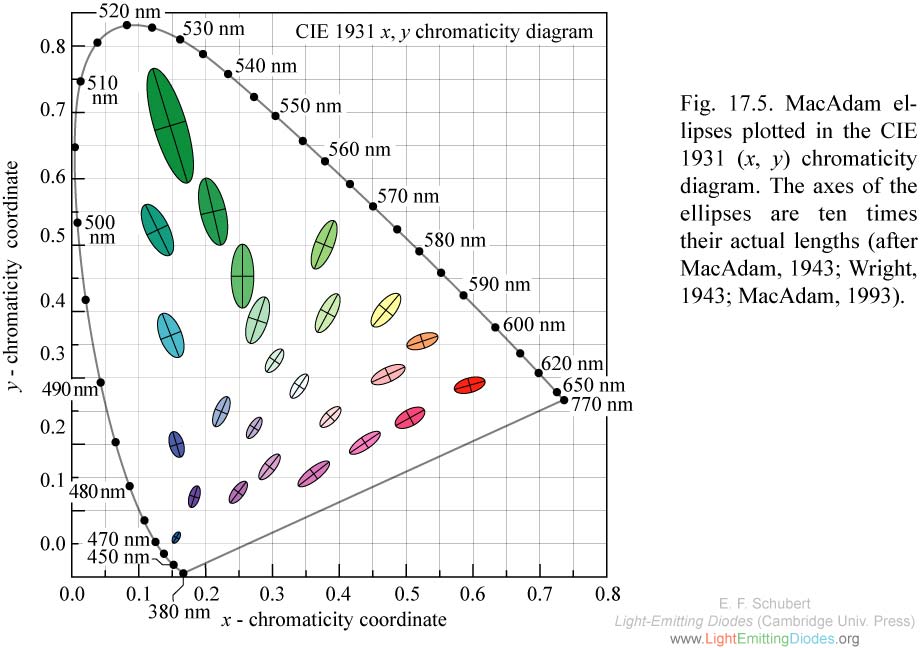 CIE 1931 x, y chromaticity diagram
520 nm
530 nm
540 nm
550 nm
560 nm
570 nm
580 nm
590 nm
600 nm
620 nm
650 nm
770 nm
510
nm
500
nm
490 nm
480 nm
470 nm
450 nm
380 nm
0.8
0.7
0.6
0.5
0.4
0.3
0.2
0.1
0.0
y - chromaticity coordinate
0.0
0.1
0.2
0.3
0.4
0.5
0.6
0.7
0.8
x - chromaticity coordinate
Fig. 17.5. MacAdam el-
lipses plotted in the CIE
1931 (x, y) chromaticity
diagram. The axes of the
ellipses are ten times
their actual lengths (after
MacAdam, 1943; Wright,
1943; MacAdam, 1993).
E. F. Schubert
Light-Emitting Diodes (Cambridge Univ. Press)
www.LightEmittingDiodes.org